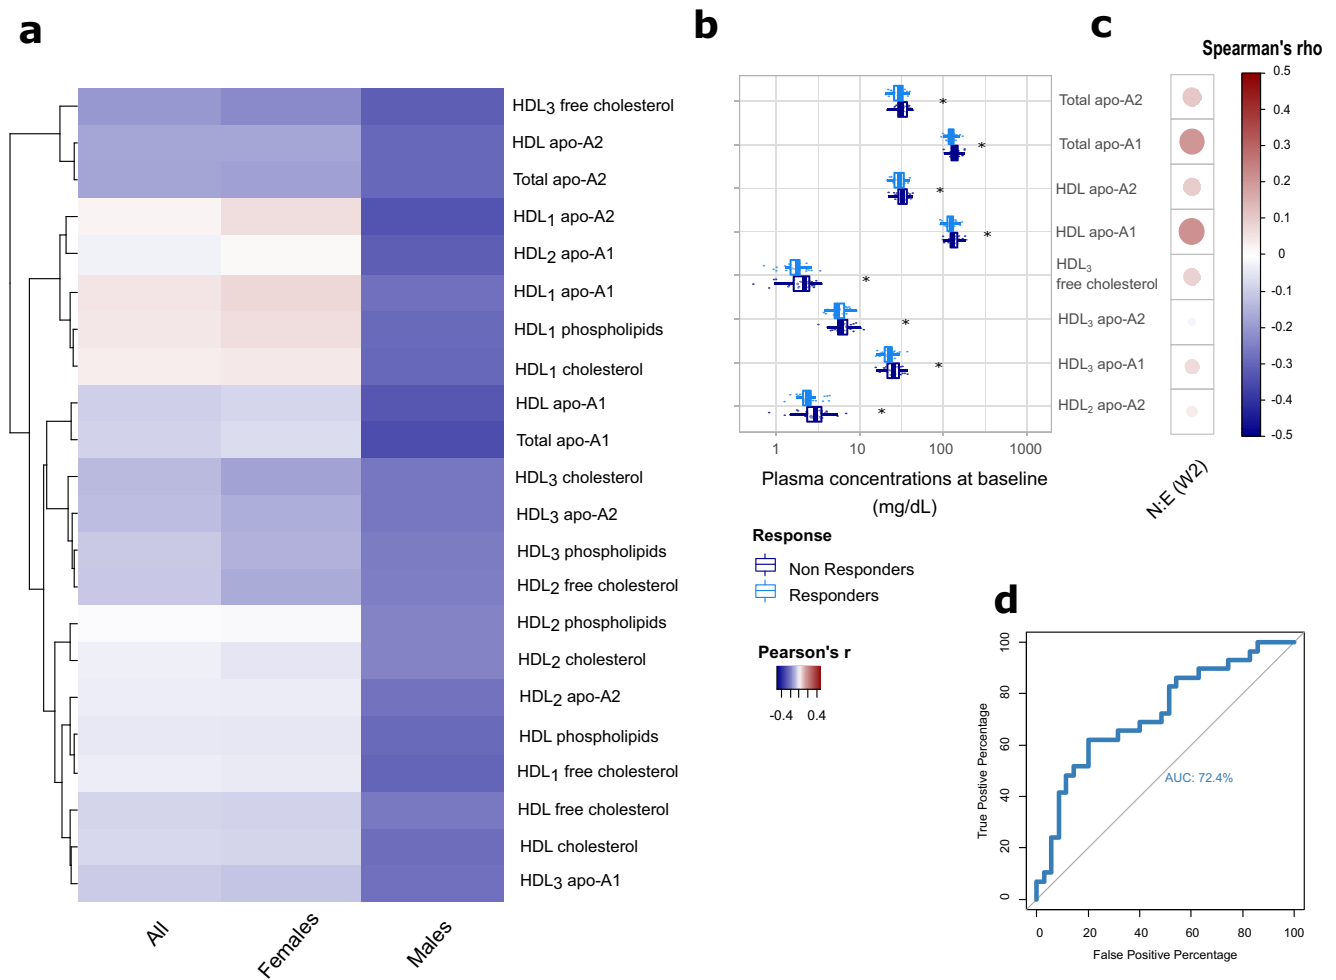 a
HDL3 free cholesterol
HDL apo-A2
Total apo-A2
HDL1 apo-A2
HDL2 apo-A1
HDL1 apo-A1
HDL1 phospholipids
HDL1 cholesterol
HDL apo-A1
Total apo-A1
HDL3 cholesterol
HDL3 apo-A2
HDL3 phospholipids
HDL2 free cholesterol
HDL2 phospholipids
HDL2 cholesterol
HDL2 apo-A2
HDL phospholipids
HDL1 free cholesterol
HDL free cholesterol
HDL cholesterol
HDL3 apo-A1
All
Females
Males
b
*
*
*
*
*
*
*
*
Total apo-A2
Total apo-A1
HDL apo-A2
HDL apo-A1
HDL3
free cholesterol
HDL3 apo-A2
HDL3 apo-A1
HDL2 apo-A2
1
10
100
1000
Plasma concentrations at baseline
(mg/dL)
Response
Non Responders
Responders
Pearson's r
-0.4 0.4
c
Spearman's rho
0.5
0.4
0.3
0.2
0.1
0
-0.1
-0.2
-0.3
-0.4
-0.5
N:E (W2)
d
True Postive Percentage
100
80
60
40
20
0
AUC: 72.4%
0
20
40
60
80
100
False Positive Percentage